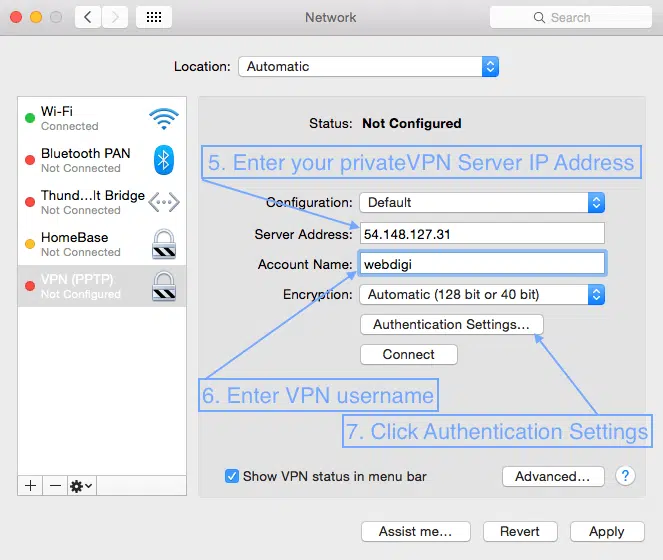 Network
Search
Location: Automatic
Wi-Fi
Connected
Bluetooth PAN
Not Connected
Thund...lt Bridge
Not Connected
HomeBase
Not Connected
VPN (PPTP)
Not Configured
Status: Not Configured
5. Enter your privateVPN Server IP Address
Configuration: Default
Server Address: 54.148.127.31
Account Name: webdigi
Encryption: Automatic (128 bit or 40 bit)
Authentication Settings...
Connect
6. Enter VPN username
7. Click Authentication Settings
Show VPN status in menu bar
Advanced...
?
Assist me...
Revert
Apply